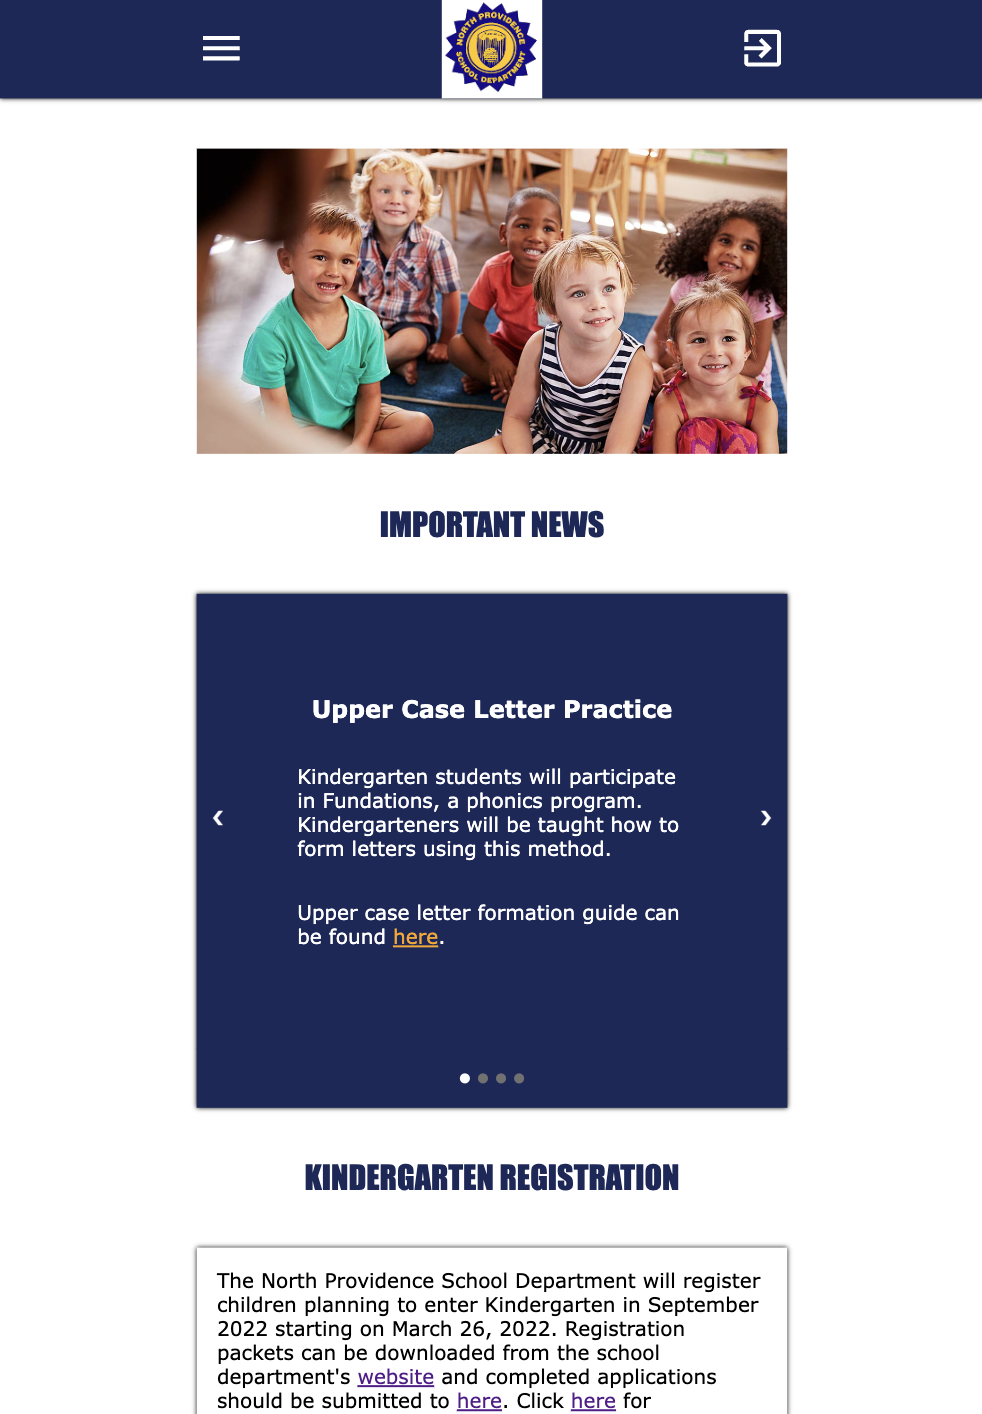 NORTH PROVIDENCE
SCHOOL DEPARTMENT
IMPORTANT NEWS
Upper Case Letter Practice
Kindergarten students will participate
in Fundations, a phonics program.
Kindergarteners will be taught how to
form letters using this method.
Upper case letter formation guide can
be found here.
KINDERGARTEN REGISTRATION
The North Providence School Department will register
children planning to enter Kindergarten in September
2022 starting on March 26, 2022. Registration
packets can be downloaded from the school
department's website and completed applications
should be submitted to here. Click here for